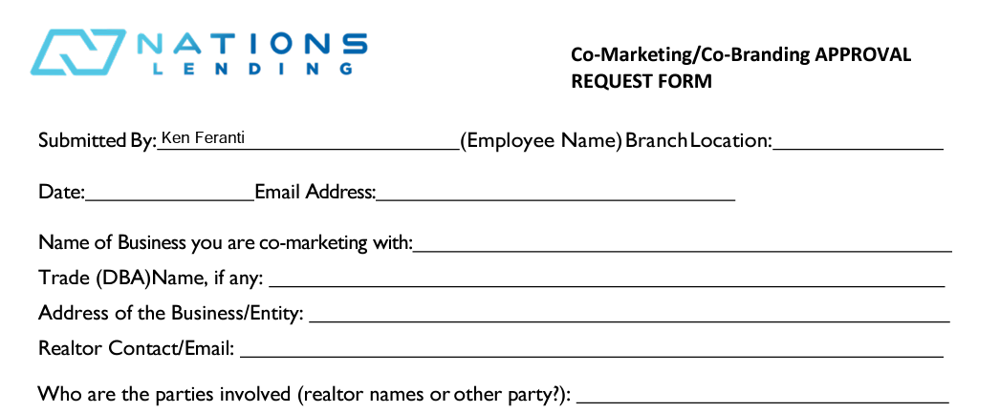 NATIONS
LENDING
Co-Marketing/Co-Branding APPROVAL
REQUEST FORM
Submitted By: Ken Feranti (Employee Name) Branch Location:
Date: Email Address:
Name of Business you are co-marketing with:
Trade (DBA)Name, if any:
Address of the Business/Entity:
Realtor Contact/Email:
Who are the parties involved (realtor names or other party?):